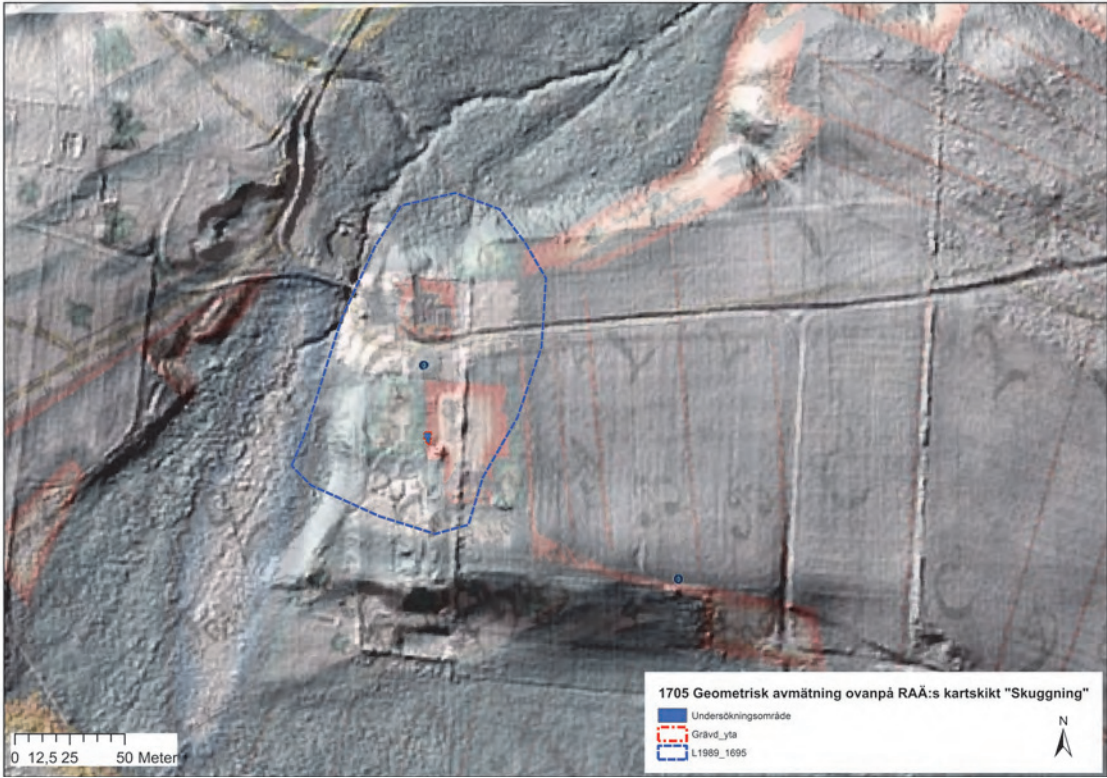 1705 Geometrisk avmätning ovanpå RAÄ:s kartskikt "Skuggning"
Undersökningsområde
Grävd_yta
L1989_1695
N
0 12,5 25 50 Meter